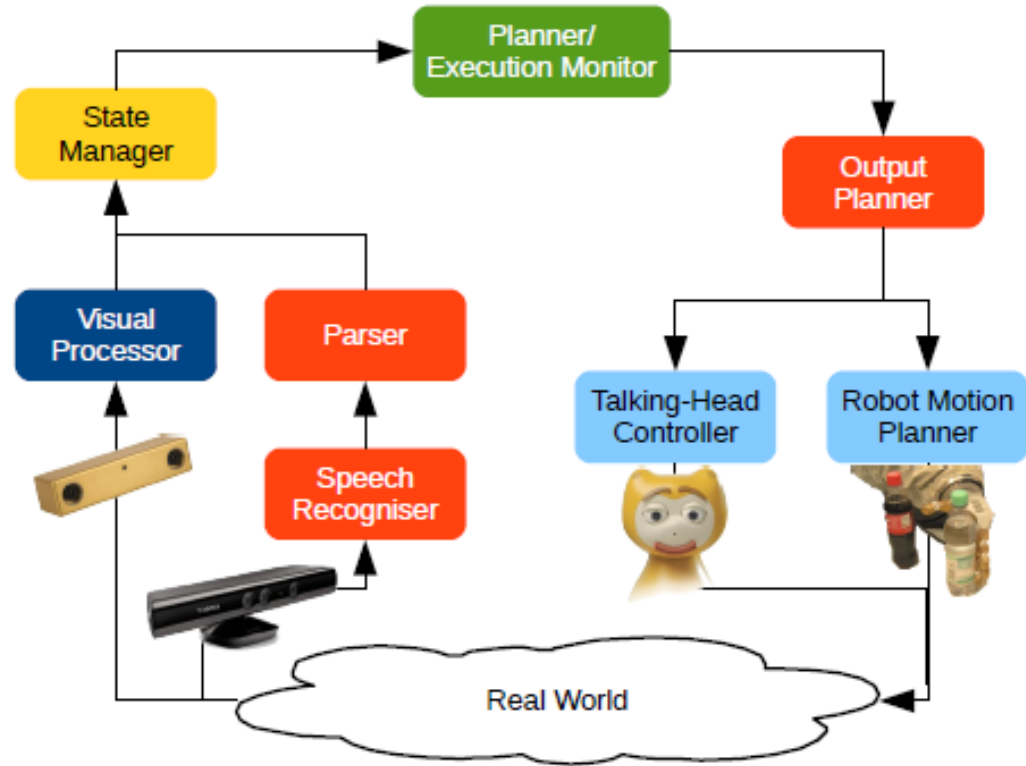 Planner/
Execution Monitor
State
Manager
Output
Planner
Visual
Processor
Parser
Talking-Head
Controller
Robot Motion
Planner
Speech
Recogniser
Real World